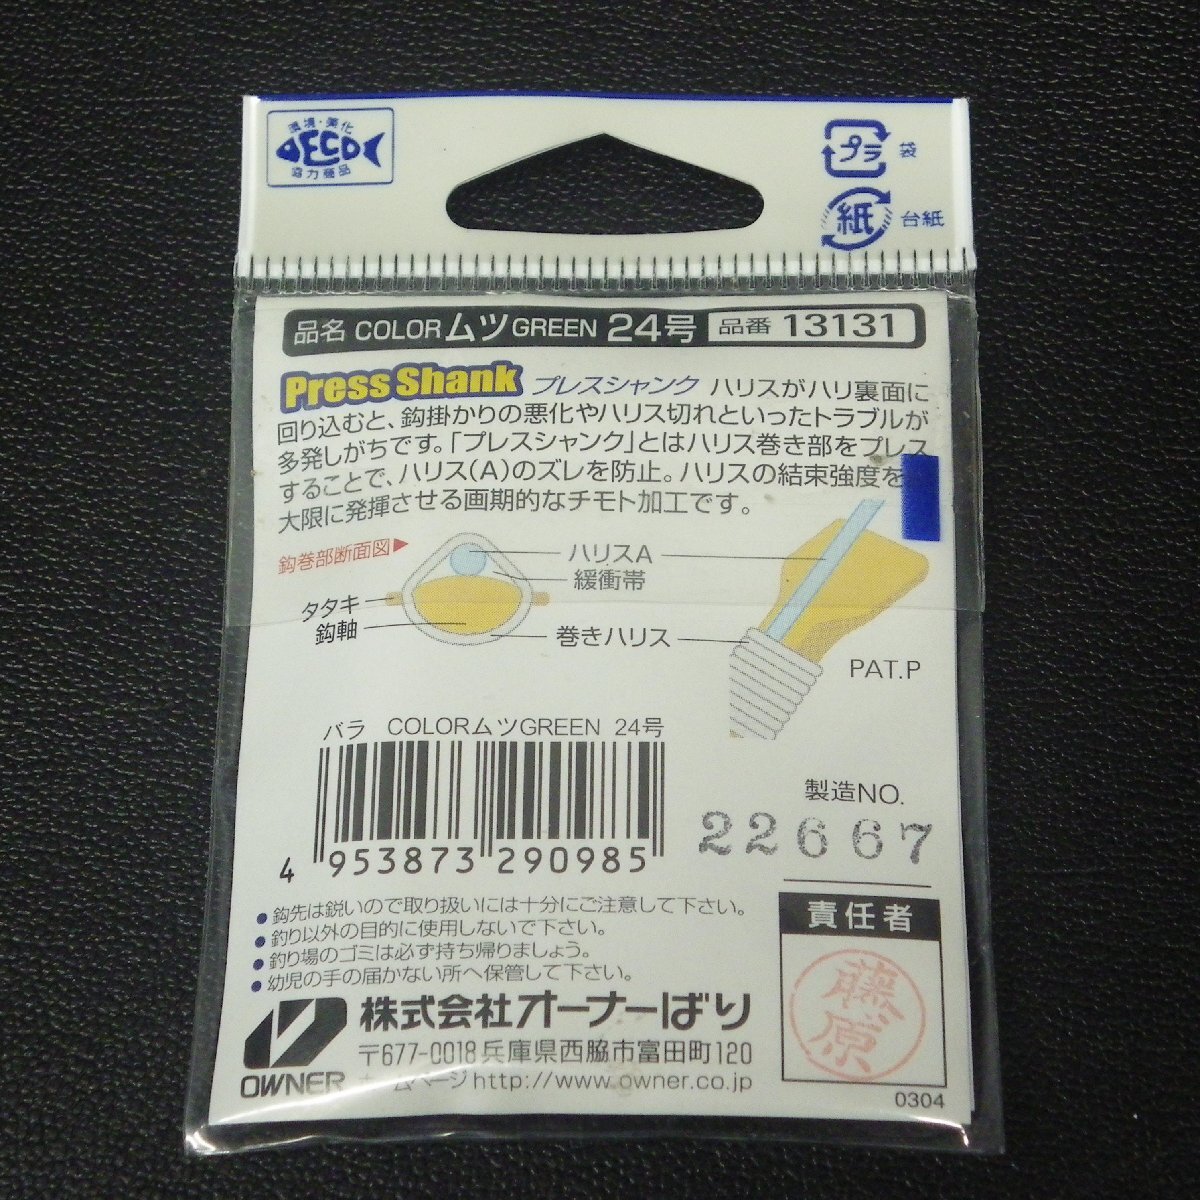 環境・美化
ECO
協力商品
プラ 袋
紙 台紙
品名 COLORムツGREEN 24号 品番 13131
Press Shank プレスシャンク ハリスがハリ裏面に
回り込むと、鈎掛かりの悪化やハリス切れといったトラブルが
多発しがちです。「プレスシャンク」とはハリス巻き部をプレス
することで、ハリス(A)のズレを防止。ハリスの結束強度を
大限に発揮させる画期的なチモト加工です。
鈎巻部断面図▶
ハリスA
緩衝帯
タタキ
鈎軸
巻きハリス
PAT.P
バラ COLORムツGREEN 24号
4 953873 290985
製造NO.
22667
●鈎先は鋭いので取り扱いには十分にご注意して下さい。
●釣り以外の目的に使用しないで下さい。
●釣り場のゴミは必ず持ち帰りましょう。
●幼児の手の届かない所へ保管して下さい。
責任者
藤原
OWNER
株式会社オーナーばり
〒677-0018兵庫県西脇市富田町120
ムページhttp://www.owner.co.jp
0304